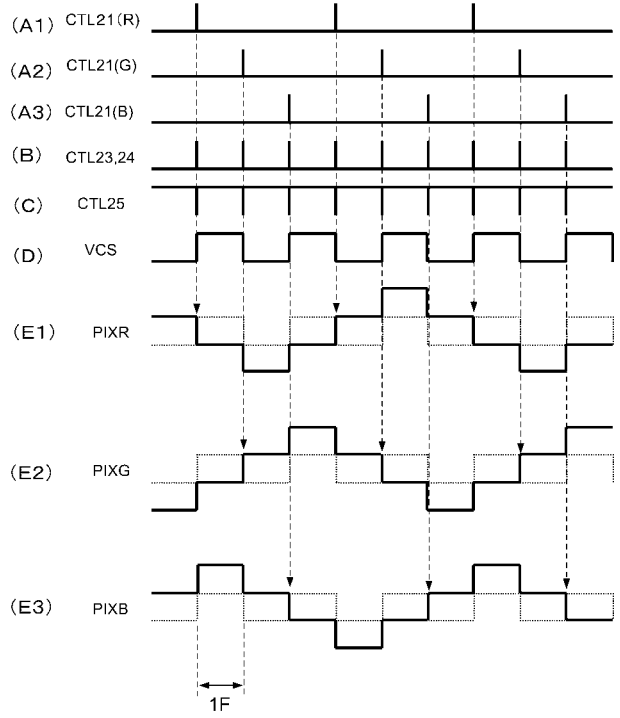 (A1) CTL21(R)
(A2) CTL21(G)
(A3) CTL21(B)
(B) CTL23,24
(C) CTL25
(D) VCS
(E1) PIXR
(E2) PIXG
(E3) PIXB
1F